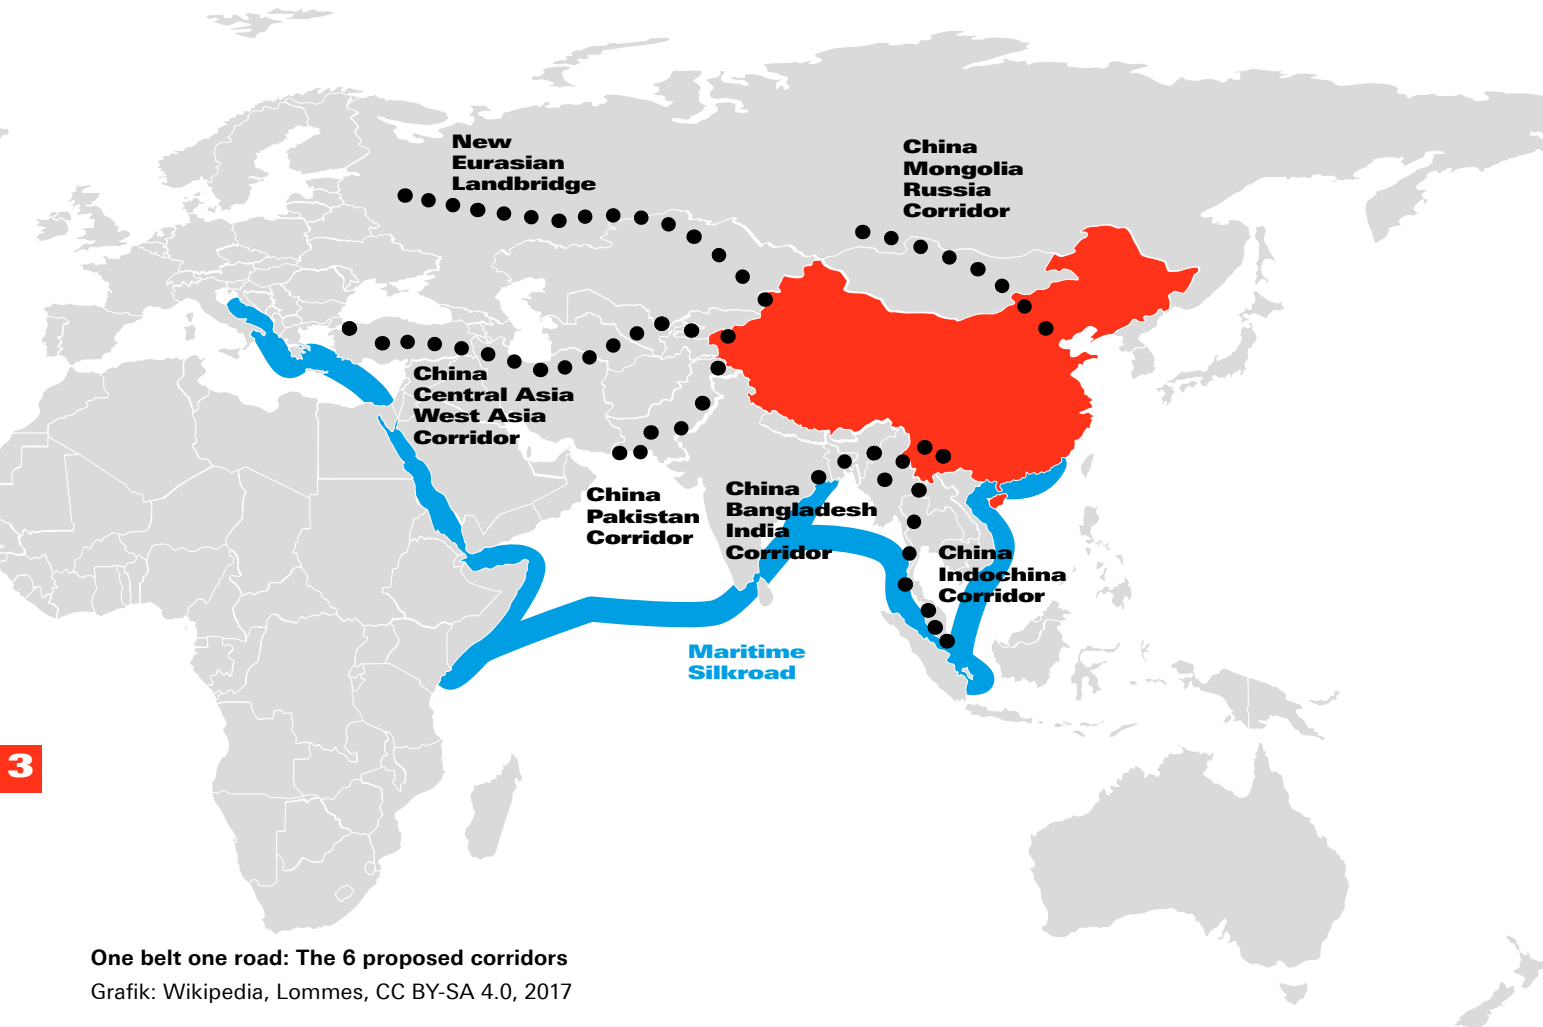 New
Eurasian
Landbridge
China
Mongolia
Russia
Corridor
China
Central Asia
West Asia
Corridor
China
Pakistan
Corridor
China
Bangladesh
India
Corridor
China
Indochina
Corridor
Maritime
Silkroad
3
One belt one road: The 6 proposed corridors
Grafik: Wikipedia, Lommes, CC BY-SA 4.0, 2017